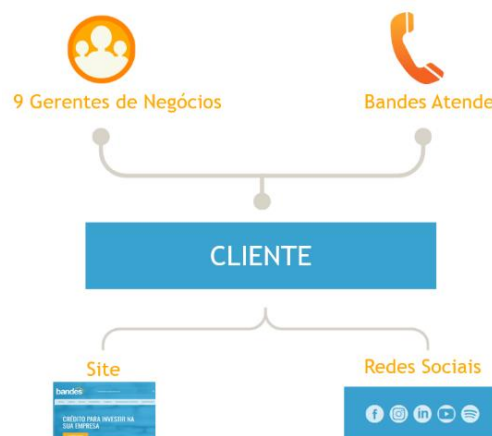 9 Gerentes de Negócios
Bandes Atende
CLIENTE
Site
Redes Sociais
bandes
CRÉDITO PARA INVESTIR NA
SUA EMPRESA